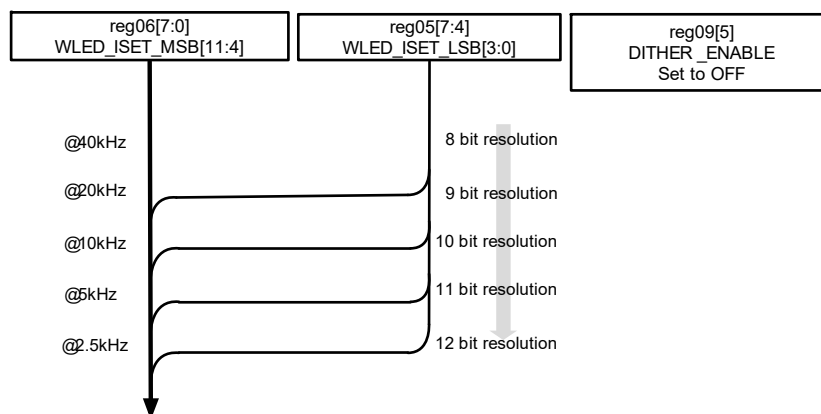 reg06[7:0]
WLED_ISET_MSB[11:4]
reg05[7:4]
WLED_ISET_LSB[3:0]
reg09[5]
DITHER _ENABLE
Set to OFF
@40kHz
8 bit resolution
@20kHz
9 bit resolution
@10kHz
10 bit resolution
@5kHz
11 bit resolution
@2.5kHz
12 bit resolution